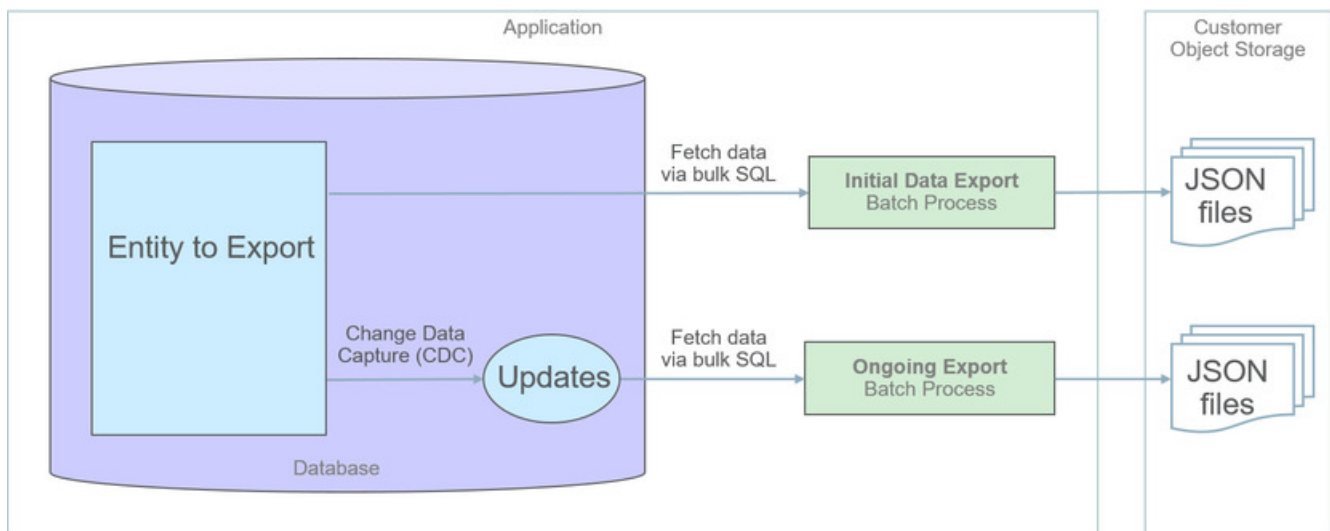 Application
Customer
Object Storage
Entity to Export
Fetch data
via bulk SQL
Initial Data Export
Batch Process
JSON
files
Change Data
Capture (CDC)
Updates
Fetch data
via bulk SQL
Ongoing Export
Batch Process
JSON
files
Database